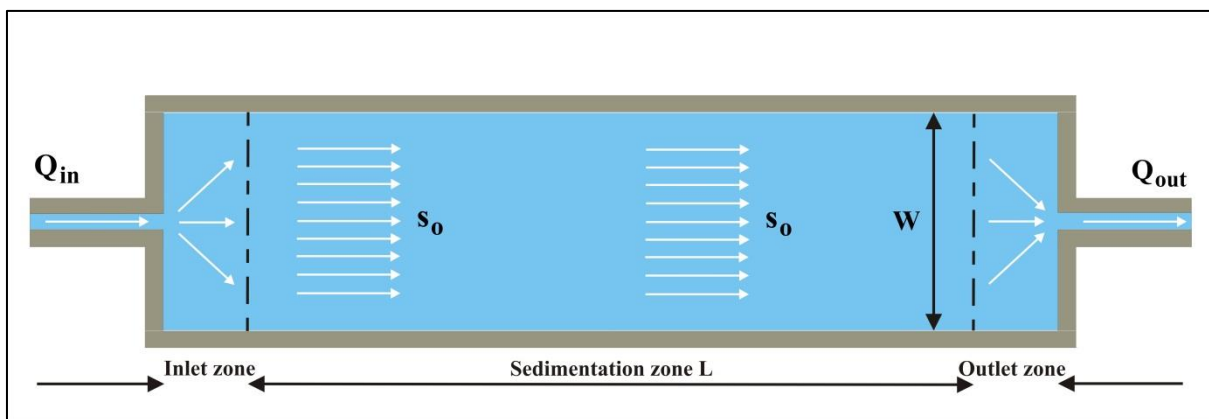 Q_in
Q_out
s_o
s_o
W
Inlet zone
Sedimentation zone L
Outlet zone